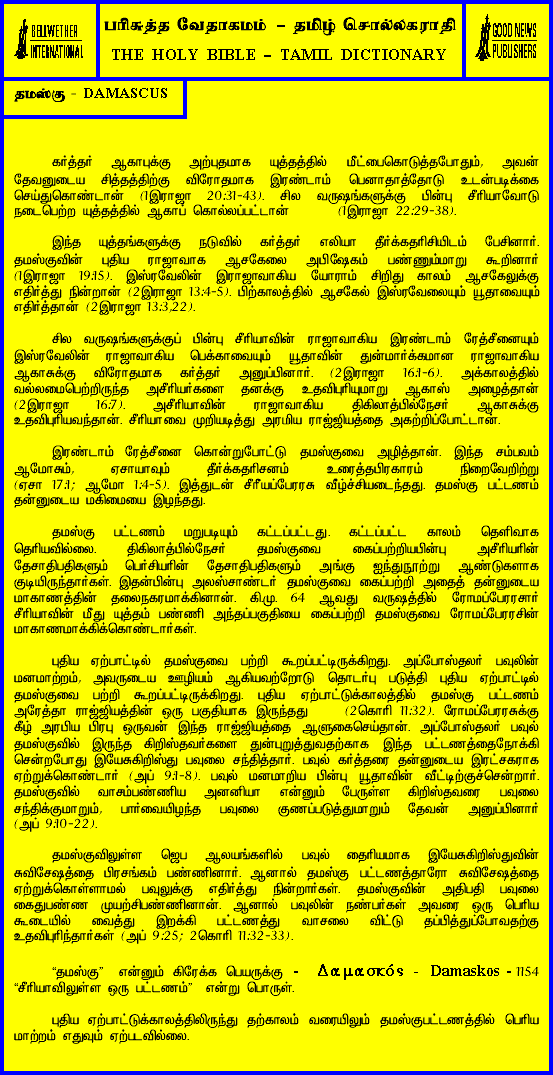 BELLWETHER
INTERNATIONAL
பரிசுத்த வேதாகமம் – தமிழ் சொல்லகராதி
THE HOLY BIBLE – TAMIL DICTIONARY
GOOD NEWS
PUBLISHERS
தமஸ்கு – DAMASCUS
கர்த்தர் ஆகாபுக்கு அற்புதமாக யுத்தத்தில் மீட்பைகொடுத்தபோதும், அவன்
தேவனுடைய சித்தத்திற்கு விரோதமாக இரண்டாம் பெனாதாத்தோடு உடன்படிக்கை
செய்துகொண்டான் (1இராஜா 20:31-43). சில வருஷங்களுக்கு பின்பு சீரியாவோடு
நடைபெற்ற யுத்தத்தில் ஆகாப் கொல்லப்பட்டான் (1இராஜா 22:29-38).
இந்த யுத்தங்களுக்கு நடுவில் கர்த்தர் எலியா தீர்க்கதரிசியிடம் பேசினார்.
தமஸ்குவின் புதிய ராஜாவாக ஆசகேலை அபிஷேகம் பண்ணும்மாறு கூறினார்
(1இராஜா 19:15). இஸ்ரவேலின் இராஜாவாகிய யோராம் சிறிது காலம் ஆசகேலுக்கு
எதிர்த்து நின்றான் (2இராஜா 13:4-5). பிற்காலத்தில் ஆசகேல் இஸ்ரவேலையும் யூதாவையும்
எதிர்த்தான் (2இராஜா 13:3,22).
சில வருஷங்களுக்குப் பின்பு சீரியாவின் ராஜாவாகிய இரண்டாம் ரேத்சீனையும்
இஸ்ரவேலின் ராஜாவாகிய பெக்காவையும் யூதாவின் துன்மார்க்கமான ராஜாவாகிய
ஆகாசுக்கு விரோதமாக கர்த்தர் அனுப்பினார். (2இராஜா 16:1-6). அக்காலத்தில்
வல்லமைபெற்றிருந்த அசீரியர்களை தனக்கு உதவிபுரியுமாறு ஆகாஸ் அழைத்தான்
(2இராஜா 16:7). அசீரியாவின் ராஜாவாகிய திகிலாத்பில்நேசர் ஆகாசுக்கு
உதவிபுரியவந்தான். சீரியாவை முறியடித்து அரமிய ராஜ்ஜியத்தை அகற்றிப்போட்டான்.
இரண்டாம் ரேத்சீனை கொன்றுபோட்டு தமஸ்குவை அழித்தான். இந்த சம்பவம்
ஆமோசும், ஏசாயாவும் தீர்க்கதரிசனம் உரைத்தபிரகாரம் நிறைவேறிற்று
(ஏசா 17:1; ஆமோ 1:4-5). இத்துடன் சீரீயப்பேரரசு வீழ்ச்சியடைந்தது. தமஸ்கு பட்டணம்
தன்னுடைய மகிமையை இழந்தது.
தமஸ்கு பட்டணம் மறுபடியும் கட்டப்பட்டது. கட்டப்பட்ட காலம் தெளிவாக
தெரியவில்லை. திகிலாத்பில்நேசர் தமஸ்குவை கைப்பற்றியபின்பு அசீரியரின்
தேசாதிபதிகளும் பெர்சியரின் தேசாதிபதிகளும் அங்கு ஐந்துநூற்று ஆண்டுகளாக
குடியிருந்தார்கள். இதன்பின்பு அலஸ்சாண்டர் தமஸ்குவை கைப்பற்றி அதைத் தன்னுடைய
மாகாணத்தின் தலைநகரமாக்கினான். கி.மு. 64 ஆவது வருஷத்தில் ரோமப்பேரரசர்
சீரியாவின் மீது யுத்தம் பண்ணி அந்தப்பகுதியை கைப்பற்றி தமஸ்குவை ரோமப்பேரரசின்
மாகாணமாக்கிக்கொண்டார்கள்.
புதிய ஏற்பாட்டில் தமஸ்குவை பற்றி கூறப்பட்டிருக்கிறது. அப்போஸ்தலர் பவுலின்
மனமாற்றம், அவருடைய ஊழியம் ஆகியவற்றோடு தொடர்பு படுத்தி புதிய ஏற்பாட்டில்
தமஸ்குவை பற்றி கூறப்பட்டிருக்கிறது. புதிய ஏற்பாட்டுக்காலத்தில் தமஸ்கு பட்டணம்
அரேத்தா ராஜ்ஜியத்தின் ஒரு பகுதியாக இருந்தது (2கொரி 11:32). ரோமப்பேரரசுக்கு
கீழ் அரபிய பிரபு ஒருவன் இந்த ராஜ்ஜியத்தை ஆளுகைசெய்தான். அப்போஸ்தலர் பவுல்
தமஸ்குவில் இருந்த கிறிஸ்தவர்களை துன்புறுத்துவதற்காக இந்த பட்டணத்தைநோக்கி
சென்றபோது இயேசுகிறிஸ்து பவுலை சந்தித்தார். பவுல் கர்த்தரை தன்னுடைய இரட்சகராக
ஏற்றுக்கொண்டார் (அப் 9:1-8). பவுல் மனமாறிய பின்பு யூதாவின் வீட்டிற்குச்சென்றார்.
தமஸ்குவில் வாசம்பண்ணிய அனனியா என்னும் பேருள்ள கிறிஸ்தவரை பவுலை
சந்திக்குமாறும், பார்வையிழந்த பவுலை குணப்படுத்துமாறும் தேவன் அனுப்பினார்
(அப் 9:10-22).
தமஸ்குவிலுள்ள ஜெப ஆலயங்களில் பவுல் தைரியமாக இயேசுகிறிஸ்துவின்
சுவிசேஷத்தை பிரசங்கம் பண்ணினார். ஆனால் தமஸ்கு பட்டணத்தாரோ சுவிசேஷத்தை
ஏற்றுக்கொள்ளாமல் பவுலுக்கு எதிர்த்து நின்றார்கள். தமஸ்குவின் அதிபதி பவுலை
கைதுபண்ண முயற்சிபண்ணினான். ஆனால் பவுலின் நண்பர்கள் அவரை ஒரு பெரிய
கூடையில் வைத்து இறக்கி பட்டணத்து வாசலை விட்டு தப்பித்துப்போவதற்கு
உதவிபுரிந்தார்கள் (அப் 9:25; 2கொரி 11:32-33).
“தமஸ்கு” என்னும் கிரேக்க பெயருக்கு - Δαμασκός - Damaskos - 1154
“சீரியாவிலுள்ள ஒரு பட்டணம்” என்று பொருள்.
புதிய ஏற்பாட்டுக்காலத்திலிருந்து தற்காலம் வரையிலும் தமஸ்குபட்டணத்தில் பெரிய
மாற்றம் எதுவும் ஏற்படவில்லை.